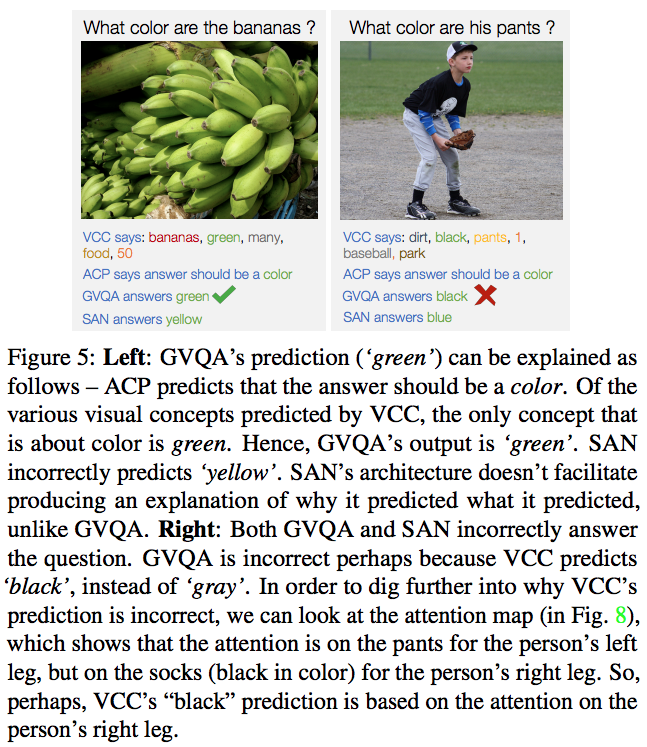 What color are the bananas ?
VCC says: bananas, green, many,
food, 50
ACP says answer should be a color
GVQA answers green
SAN answers yellow
What color are his pants ?
VCC says: dirt, black, pants, 1,
baseball, park
ACP says answer should be a color
GVQA answers black
SAN answers blue
Figure 5: Left: GVQA’s prediction (‘green’) can be explained as
follows – ACP predicts that the answer should be a color. Of the
various visual concepts predicted by VCC, the only concept that
is about color is green. Hence, GVQA’s output is ‘green’. SAN
incorrectly predicts ‘yellow’. SAN’s architecture doesn’t facilitate
producing an explanation of why it predicted what it predicted,
unlike GVQA. Right: Both GVQA and SAN incorrectly answer
the question. GVQA is incorrect perhaps because VCC predicts
‘black’, instead of ‘gray’. In order to dig further into why VCC’s
prediction is incorrect, we can look at the attention map (in Fig. 8),
which shows that the attention is on the pants for the person’s left
leg, but on the socks (black in color) for the person’s right leg. So,
perhaps, VCC’s “black” prediction is based on the attention on the
person’s right leg.